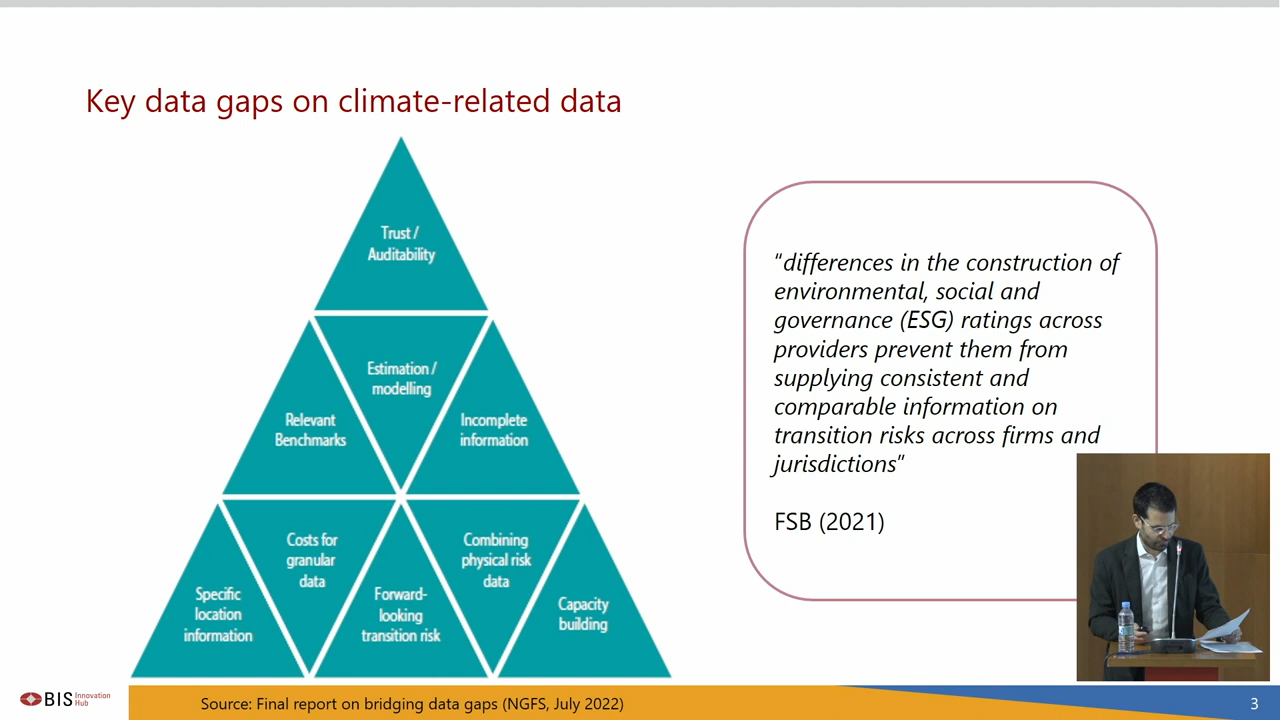 Key data gaps on climate-related data
Trust /
Auditability
Estimation /
modelling
Relevant
Benchmarks
Incomplete
information
Costs for
granular
data
Combining
physical risk
data
Specific
location
information
Forward-
looking
transition risk
Capacity
building
“differences in the construction of
environmental, social and
governance (ESG) ratings across
providers prevent them from
supplying consistent and
comparable information on
transition risks across firms and
jurisdictions”
FSB (2021)
BIS Innovation
Hub
Source: Final report on bridging data gaps (NGFS, July 2022)
3